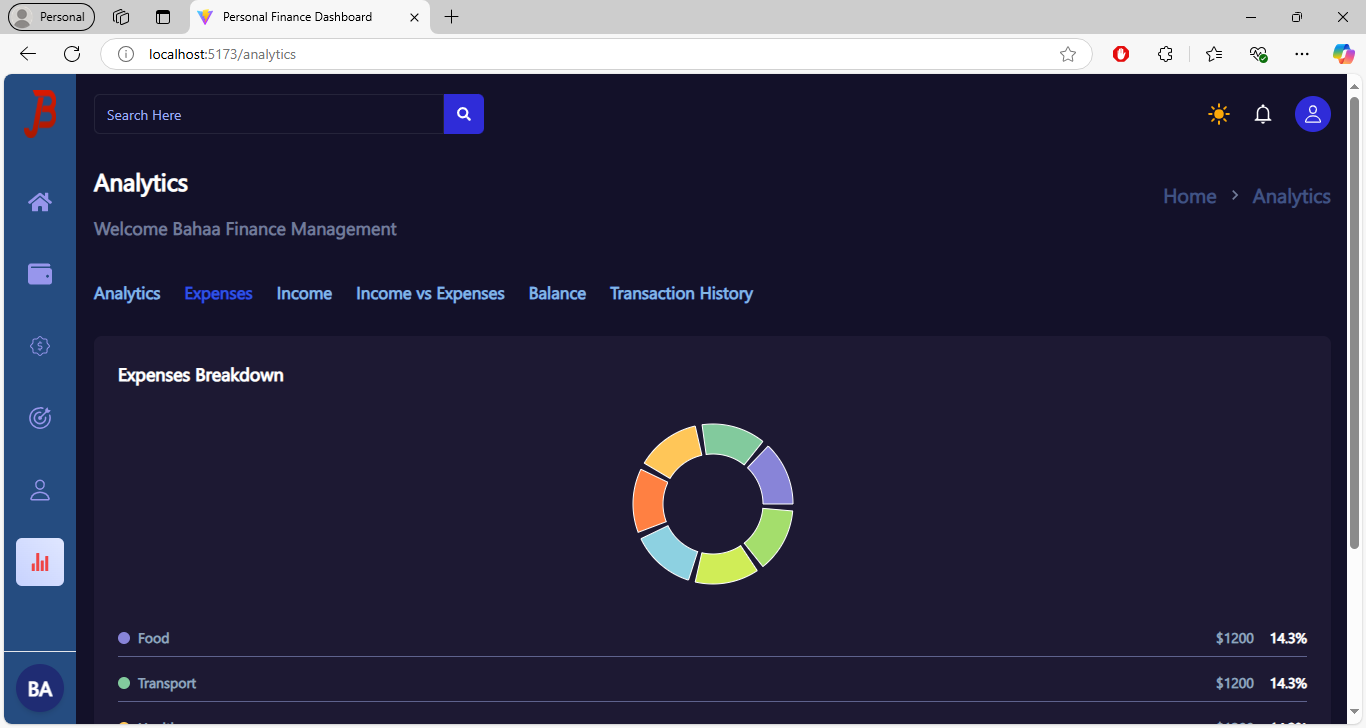 Personal
Personal Finance Dashboard
localhost:5173/analytics
B
Search Here
Analytics
Home > Analytics
Welcome Bahaa Finance Management
Analytics Expenses Income Income vs Expenses Balance Transaction History
Expenses Breakdown
Food $1200 14.3%
Transport $1200 14.3%
BA